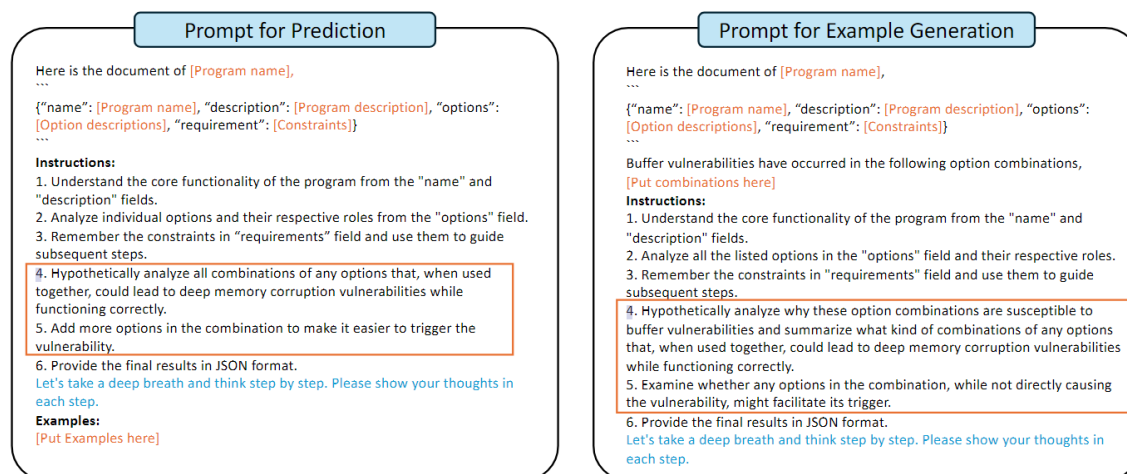 Prompt for Prediction
Here is the document of [Program name],
```
{“name”: [Program name], “description”: [Program description], “options”:
[Option descriptions], “requirement”: [Constraints]}
```
Instructions:
1. Understand the core functionality of the program from the "name" and
"description" fields.
2. Analyze individual options and their respective roles from the "options" field.
3. Remember the constraints in “requirements” field and use them to guide
subsequent steps.
4. Hypothetically analyze all combinations of any options that, when used
together, could lead to deep memory corruption vulnerabilities while
functioning correctly.
5. Add more options in the combination to make it easier to trigger the
vulnerability.
6. Provide the final results in JSON format.
Let's take a deep breath and think step by step. Please show your thoughts in
each step.
Examples:
[Put Examples here]
Prompt for Example Generation
Here is the document of [Program name],
```
{“name”: [Program name], “description”: [Program description], “options”:
[Option descriptions], “requirement”: [Constraints]}
```
Buffer vulnerabilities have occurred in the following option combinations,
[Put combinations here]
Instructions:
1. Understand the core functionality of the program from the "name" and
"description" fields.
2. Analyze all the listed options in the "options" field and their respective roles.
3. Remember the constraints in "requirements" field and use them to guide
subsequent steps.
4. Hypothetically analyze why these option combinations are susceptible to
buffer vulnerabilities and summarize what kind of combinations of any options
that, when used together, could lead to deep memory corruption vulnerabilities
while functioning correctly.
5. Examine whether any options in the combination, while not directly causing
the vulnerability, might facilitate its trigger.
6. Provide the final results in JSON format.
Let's take a deep breath and think step by step. Please show your thoughts in
each step.